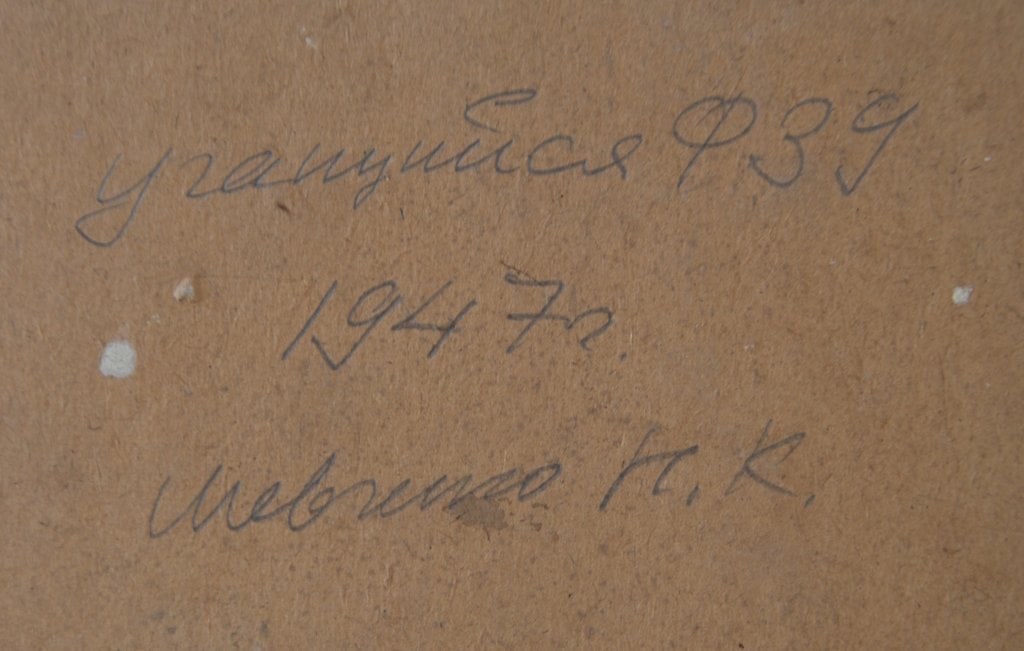 учащийся ФЗУ
1947г.
Шевченко Н. К.